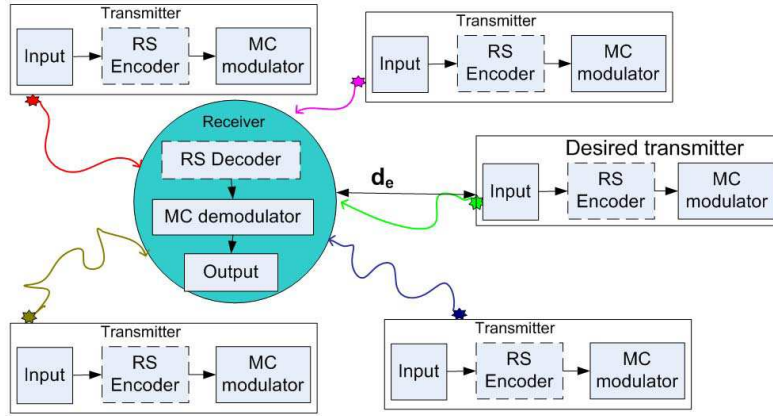 Transmitter
Input
RS
Encoder
MC
modulator
Transmitter
Input
RS
Encoder
MC
modulator
Receiver
RS Decoder
MC demodulator
Output
de
Desired transmitter
Input
RS
Encoder
MC
modulator
Transmitter
Input
RS
Encoder
MC
modulator
Transmitter
Input
RS
Encoder
MC
modulator